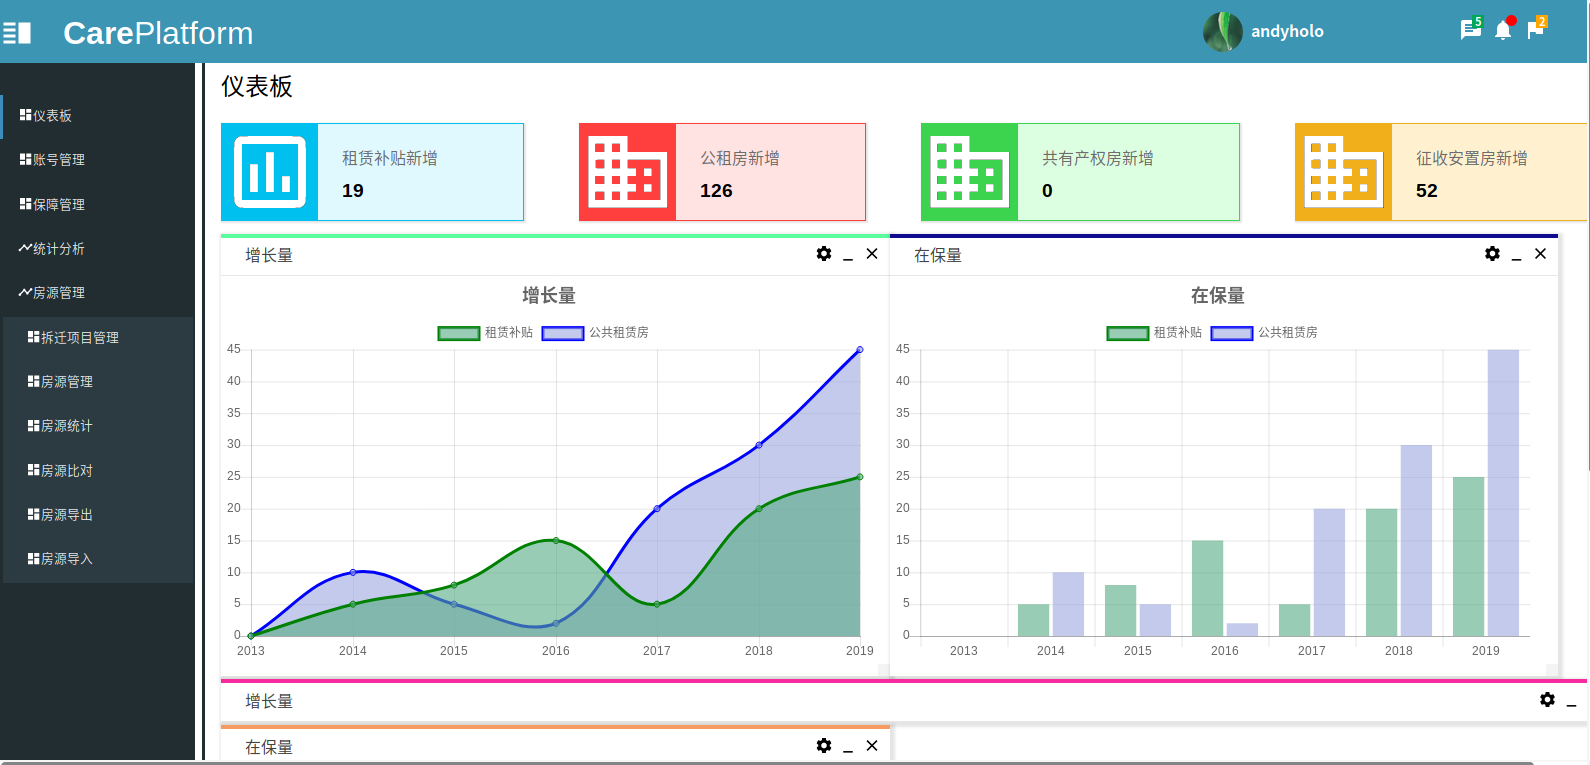 CarePlatform
andyholo
5
2
仪表板
账号管理
保障管理
统计分析
房源管理
拆迁项目管理
房源管理
房源统计
房源比对
房源导出
房源导入
仪表板
租赁补贴新增
19
公租房新增
126
共有产权房新增
0
征收安置房新增
52
增长量
增长量
租赁补贴 公共租赁房
45
40
35
30
25
20
15
10
5
0
2013 2014 2015 2016 2017 2018 2019
在保量
在保量
租赁补贴 公共租赁房
45
40
35
30
25
20
15
10
5
0
2013 2014 2015 2016 2017 2018 2019
增长量
在保量